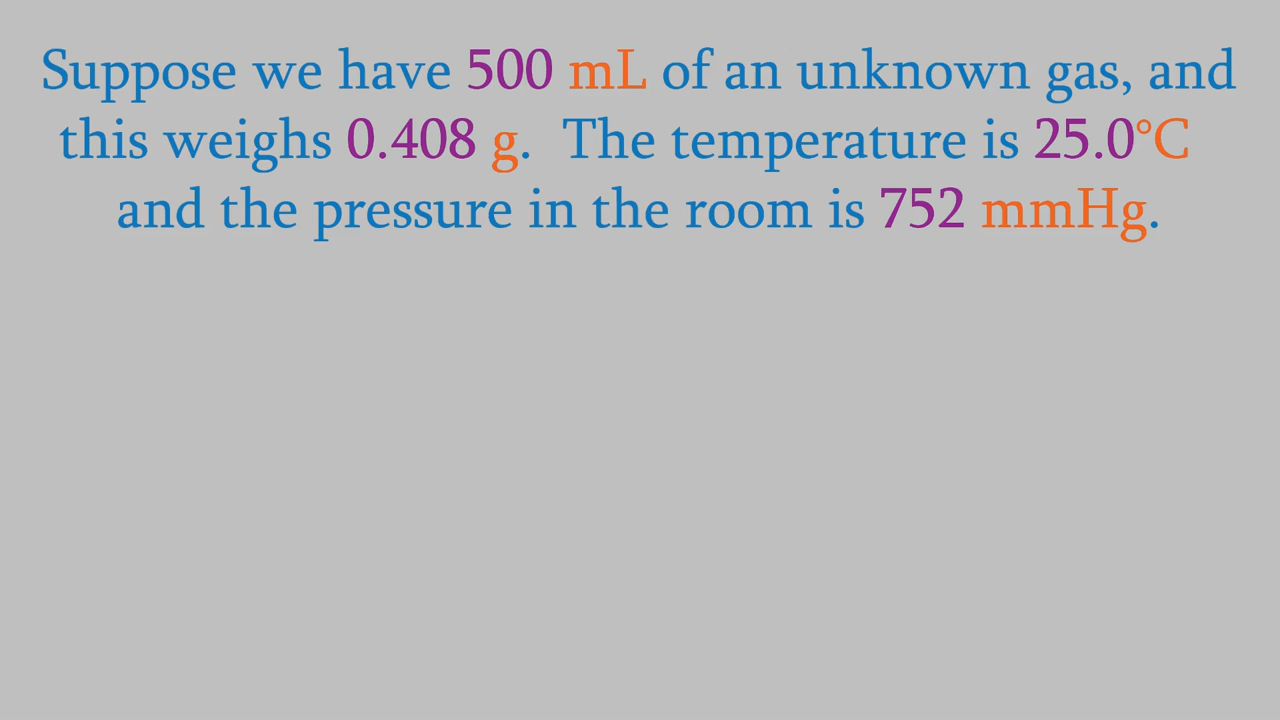 Suppose we have 500 mL of an unknown gas, and
this weighs 0.408 g.  The temperature is 25.0°C
and the pressure in the room is 752 mmHg.